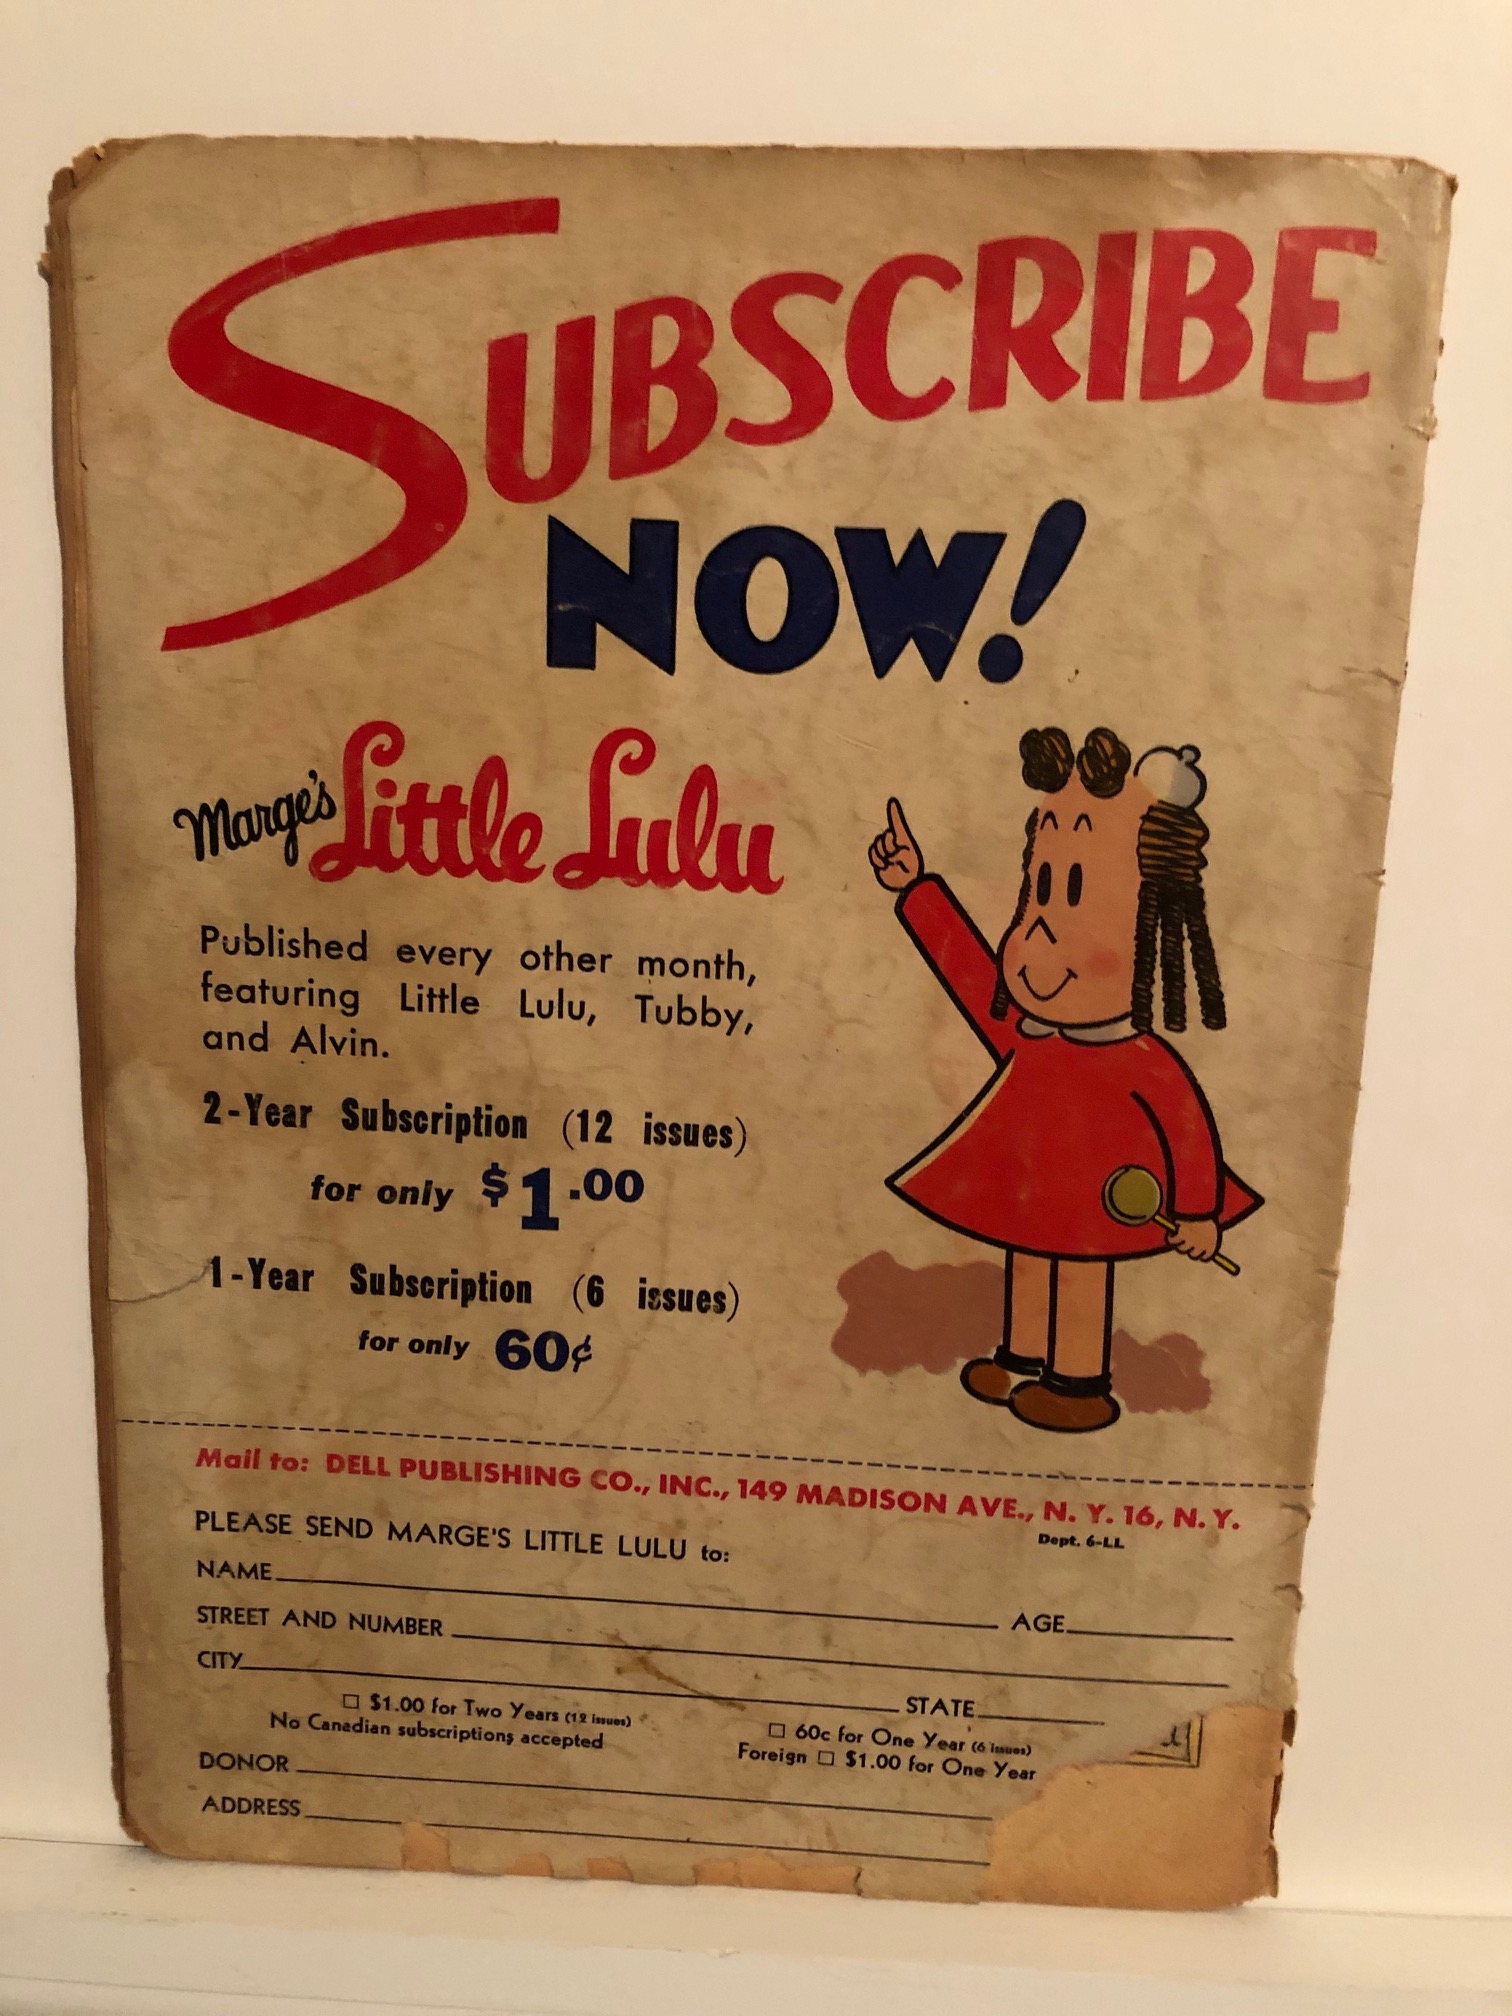 SUBSCRIBE
NOW!
Marge's Little Lulu
Published every other month,
featuring Little Lulu, Tubby,
and Alvin.
2-Year Subscription (12 issues)
for only $1.00
1-Year Subscription (6 issues)
for only 60¢
Mail to: DELL PUBLISHING CO., INC., 149 MADISON AVE., N. Y. 16, N. Y.
Dept. 6-LL
PLEASE SEND MARGE'S LITTLE LULU to:
NAME AGE
STREET AND NUMBER
CITY STATE
☐ $1.00 for Two Years (12 issues)
No Canadian subscriptions accepted
☐ 60c for One Year (6 issues)
Foreign ☐ $1.00 for One Year
DONOR
ADDRESS